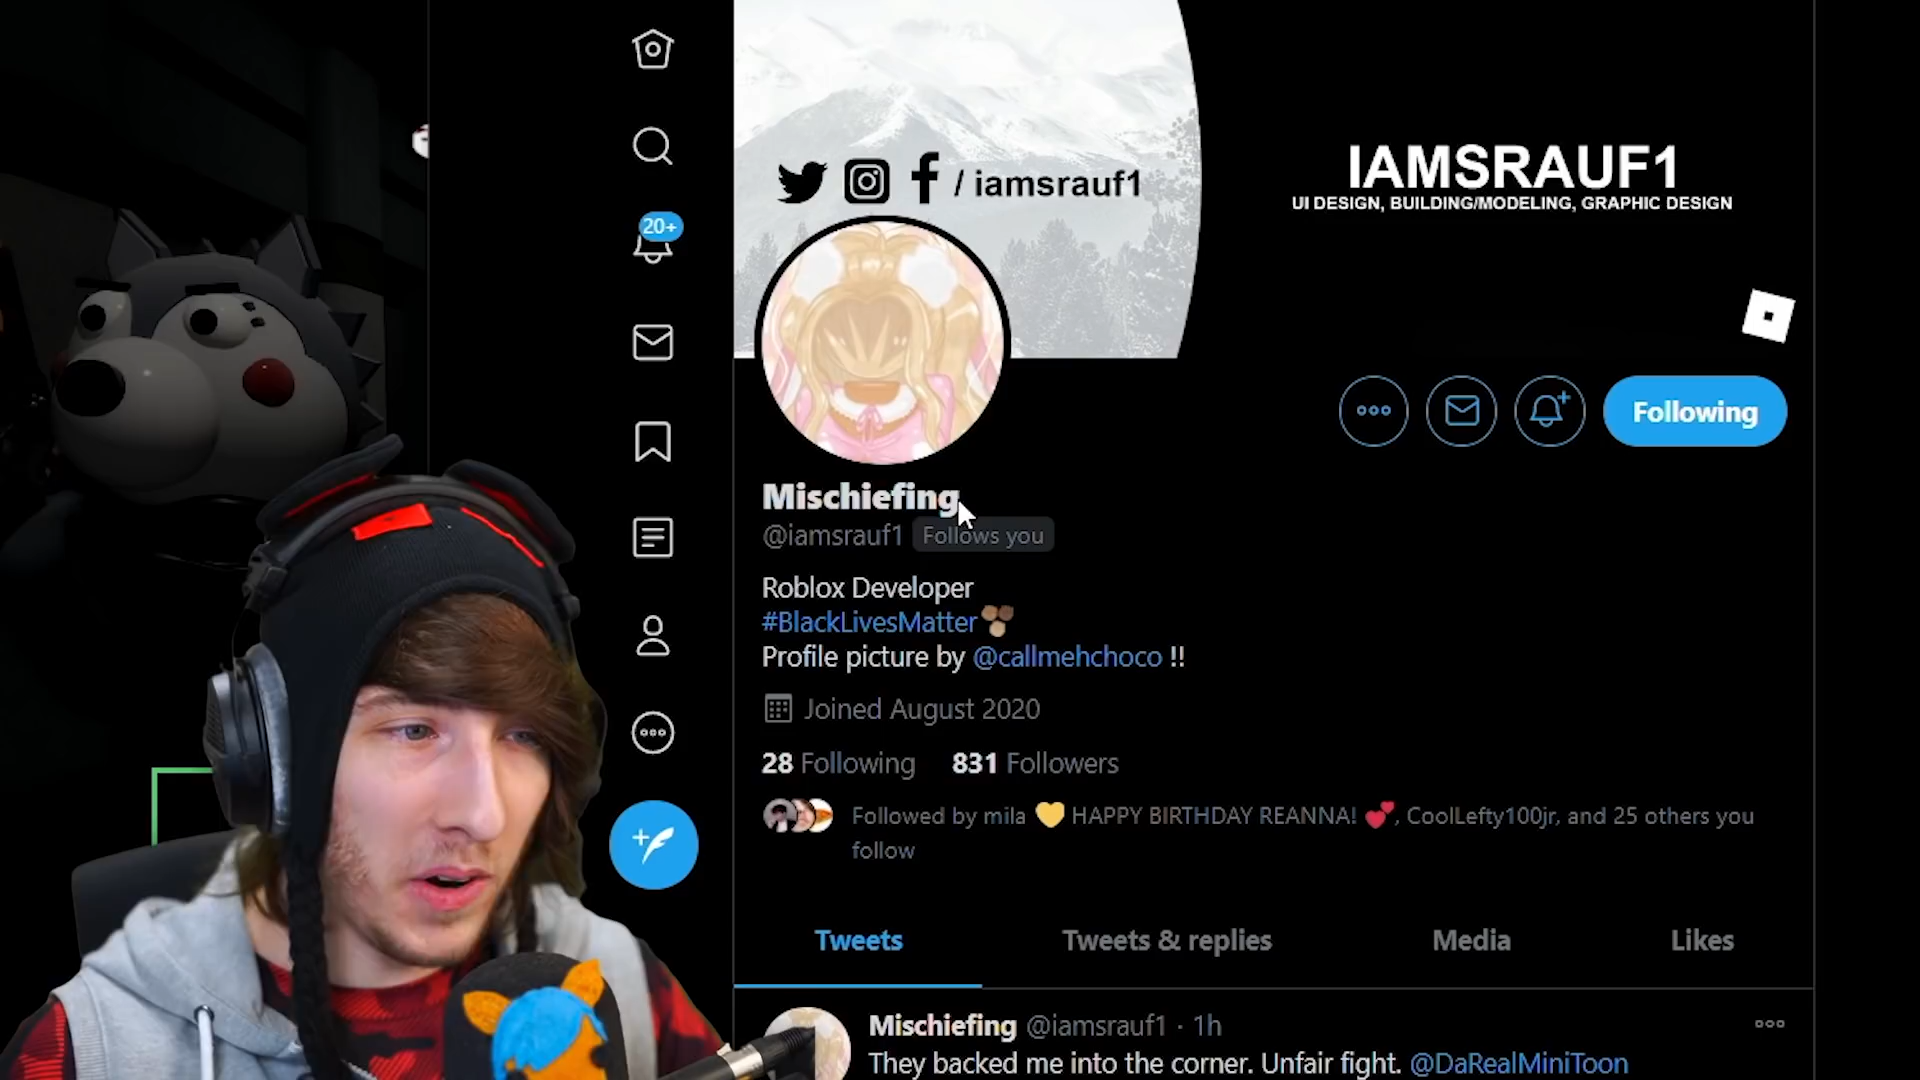 / iamsrauf1
IAMSRAUF1
UI DESIGN, BUILDING/MODELING, GRAPHIC DESIGN
20+
Following
Mischiefing
@iamsrauf1 Follows you
Roblox Developer
#BlackLivesMatter
Profile picture by @callmehchoco !!
Joined August 2020
28 Following 831 Followers
Followed by mila 💛 HAPPY BIRTHDAY REANNA! 💕, CoolLefty100jr, and 25 others you
follow
Tweets Tweets & replies Media Likes
Mischiefing @iamsrauf1 · 1h
They backed me into the corner. Unfair fight. @DaRealMiniToon